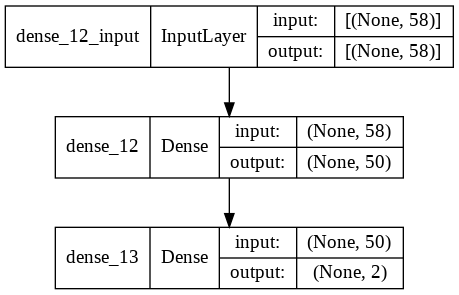 dense_12_input InputLayer input: [(None, 58)]
output: [(None, 58)]
dense_12 Dense input: (None, 58)
output: (None, 50)
dense_13 Dense input: (None, 50)
output: (None, 2)